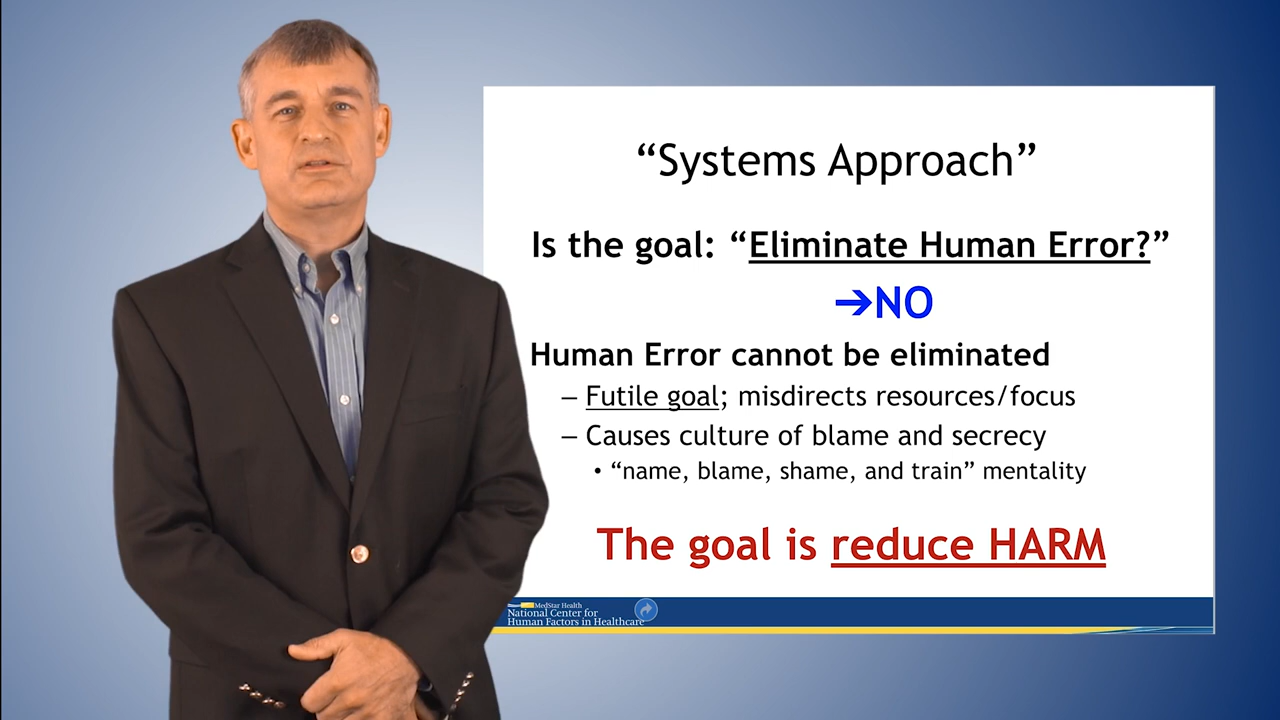 “Systems Approach”
Is the goal: “Eliminate Human Error?”
➔NO
Human Error cannot be eliminated
– Futile goal; misdirects resources/focus
– Causes culture of blame and secrecy
• “name, blame, shame, and train” mentality
The goal is reduce HARM
MedStar Health
National Center for
Human Factors in Healthcare